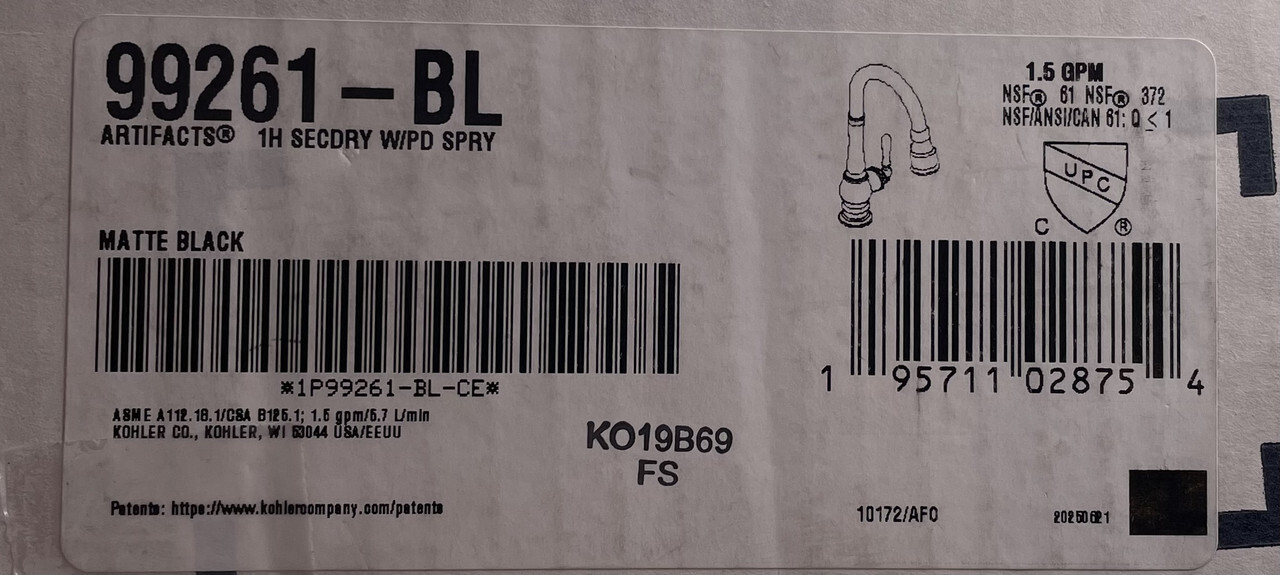 99261-BL
ARTIFACTS® 1H SECDRY W/PD SPRY
MATTE BLACK
*1P99261-BL-CE*
ASME A112.18.1/CSA B125.1; 1.5 gpm/5.7 L/min
KOHLER CO., KOHLER, WI 53044 USA/EEUU
KO19B69
FS
Patents: https://www.kohlercompany.com/patents
1.5 GPM
NSF® 61 NSF® 372
NSF/ANSI/CAN 61: Q ≤ 1
UPC
C ®
1 95711 02875 4
10172/AF0